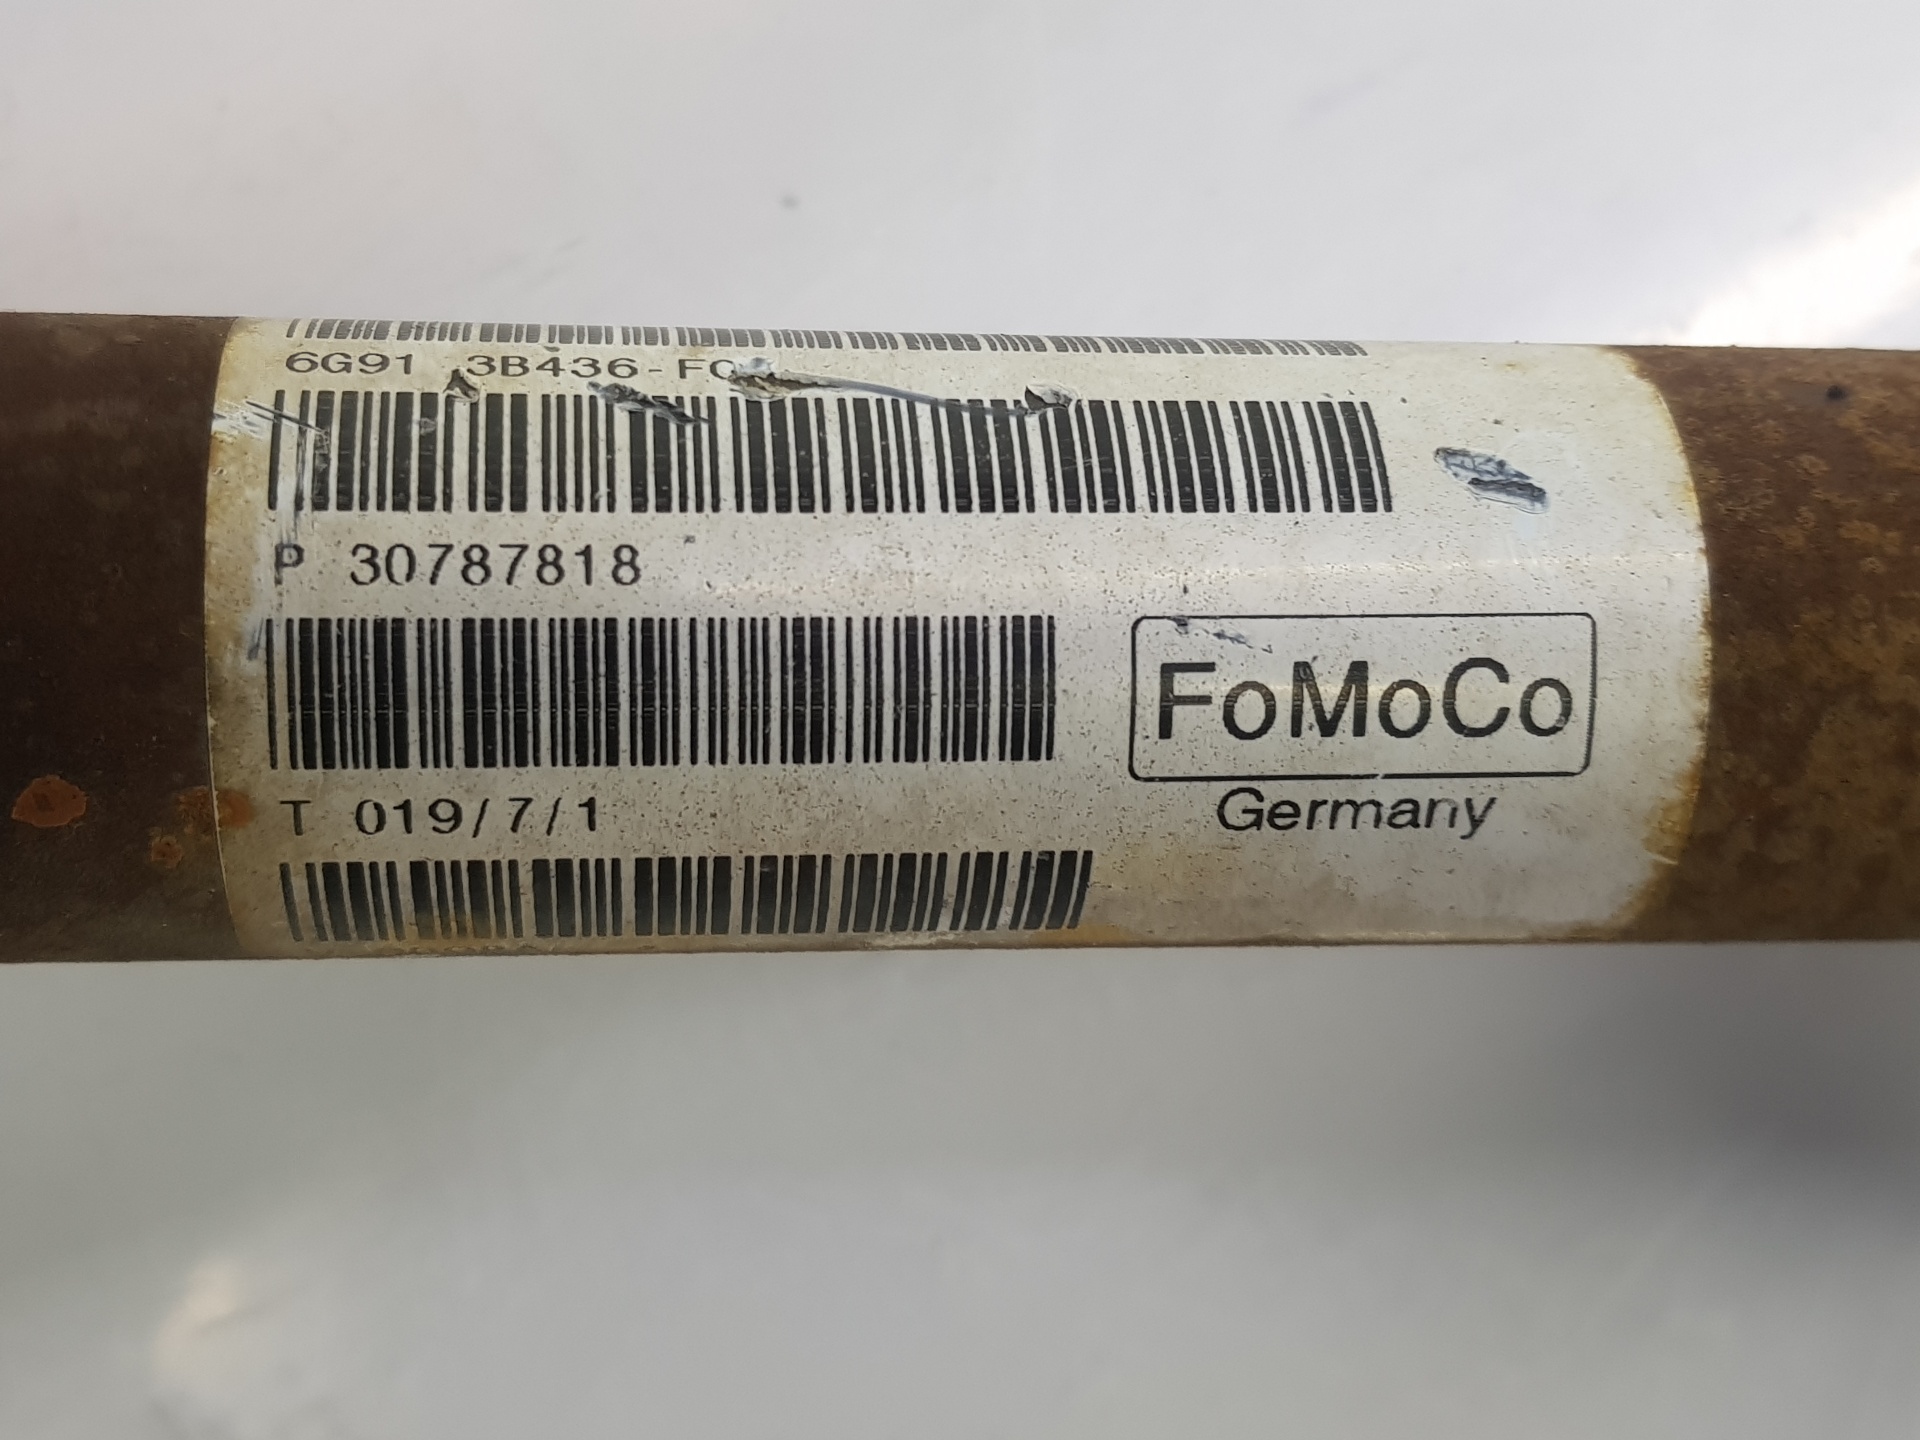 6G91 3B436-FC
P 30787818
T 019/7/1
FoMoCo
Germany